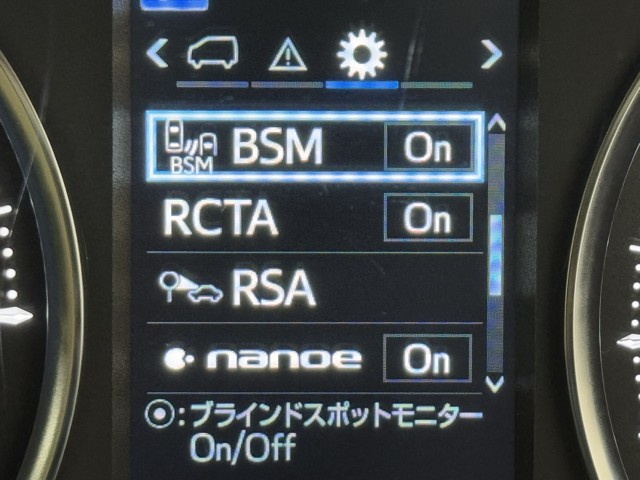 BSM BSM On
RCTA On
RSA
nanoe On
⦿:ブラインドスポットモニター
On/Off